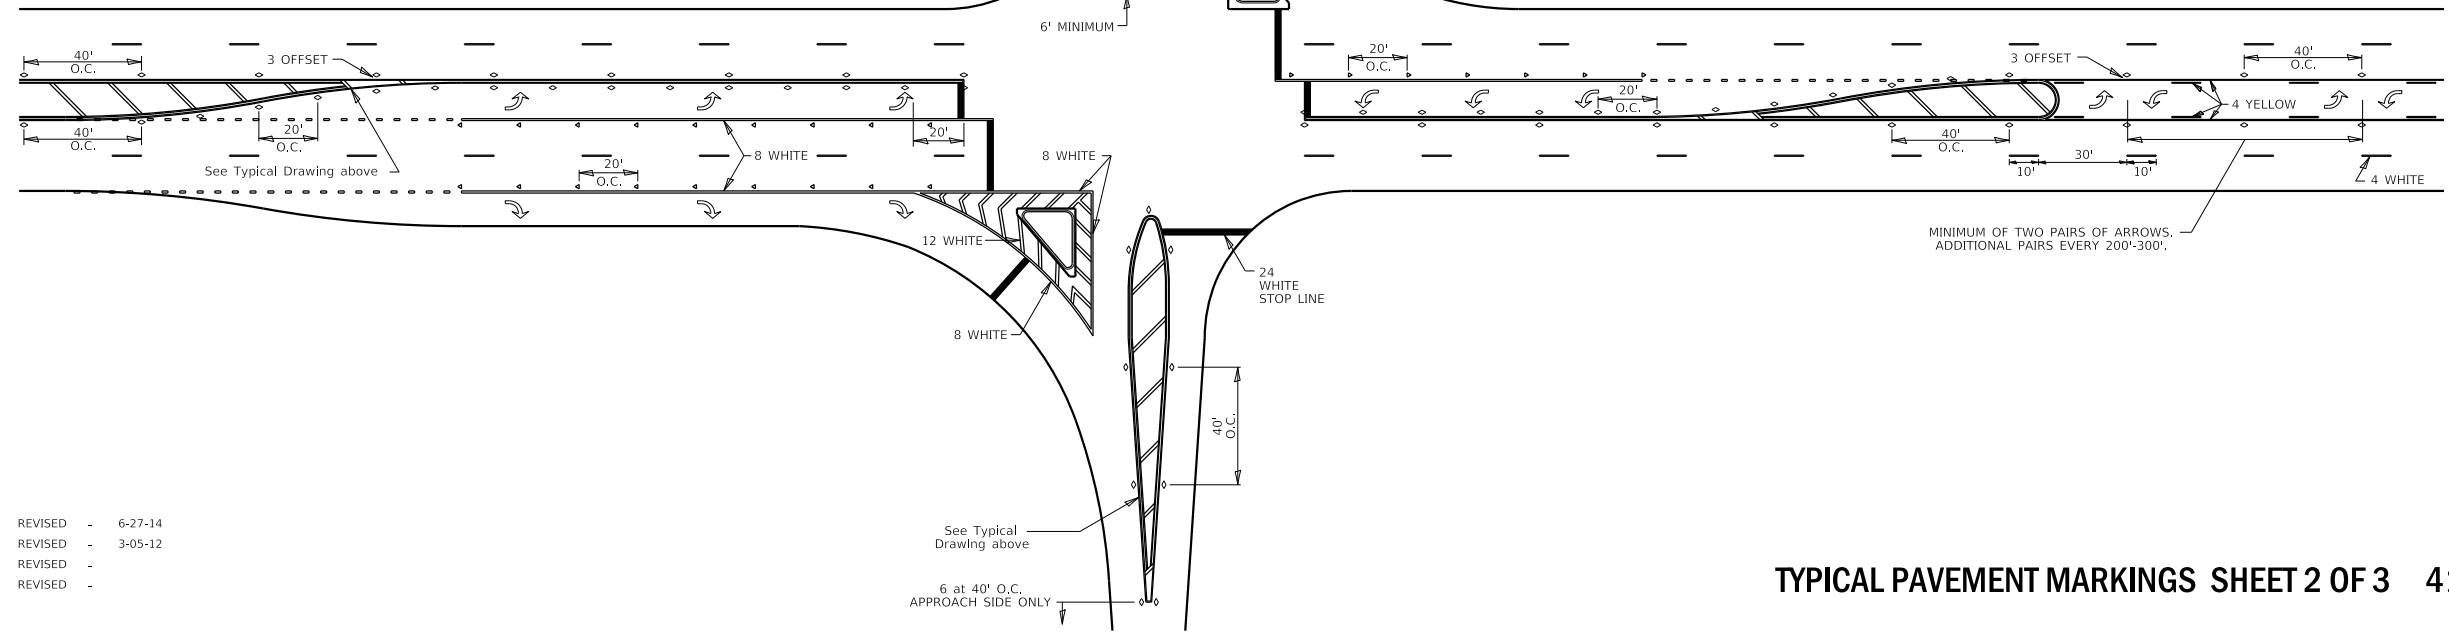 6' MINIMUM
40'
O.C.
3 OFFSET
20'
O.C.
3 OFFSET
40'
O.C.
20'
O.C.
4 YELLOW
40'
O.C.
20'
O.C.
20'
See Typical Drawing above
20'
O.C.
8 WHITE
8 WHITE
40'
O.C.
30'
10'
10'
4 WHITE
12 WHITE
MINIMUM OF TWO PAIRS OF ARROWS.
ADDITIONAL PAIRS EVERY 200'-300'.
24
WHITE
STOP LINE
8 WHITE
40'
O.C.
See Typical
Drawing above
6 at 40' O.C.
APPROACH SIDE ONLY
REVISED - 6-27-14
REVISED - 3-05-12
REVISED -
REVISED -
TYPICAL PAVEMENT MARKINGS SHEET 2 OF 3